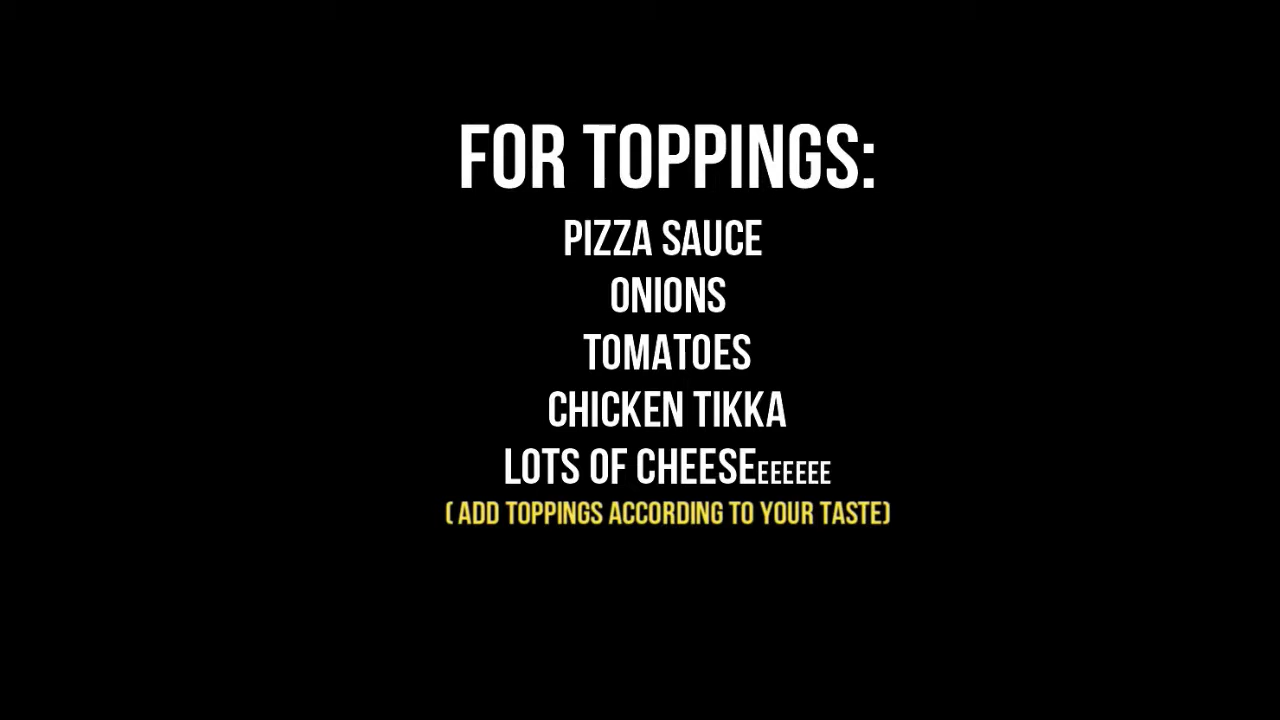 FOR TOPPINGS:
PIZZA SAUCE
ONIONS
TOMATOES
CHICKEN TIKKA
LOTS OF CHEESEEEEEEE
( ADD TOPPINGS ACCORDING TO YOUR TASTE)